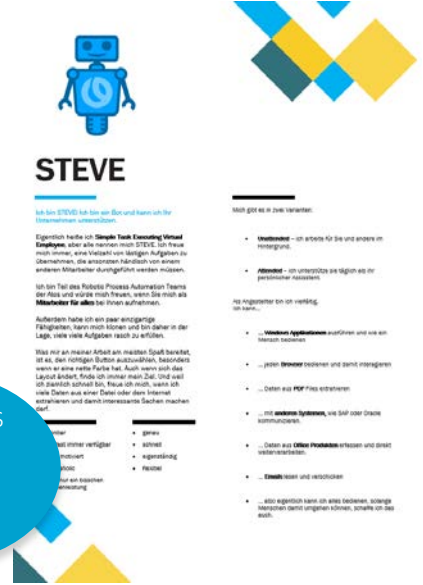 STEVE
Ich bin STEVE! Ich bin ein Bot und kann ich Ihr
Unternehmen unterstützen.
Eigentlich heiße ich Simple Task Executing Virtual
Employee, aber alle nennen mich STEVE. Ich freue
mich immer, eine Vielzahl von lästigen Aufgaben zu
übernehmen, die ansonsten händisch von einem
anderen Mitarbeiter durchgeführt werden müssen.
Ich bin Teil des Robotic Process Automation Teams
der Atos und würde mich freuen, wenn Sie mich als
Mitarbeiter für alles bei Ihnen aufnehmen.
Außerdem habe ich ein paar einzigartige
Fähigkeiten, kann mich klonen und bin daher in der
Lage, viele viele Aufgaben rasch zu erfüllen.
Was mir an meiner Arbeit am meisten Spaß bereitet,
ist es, den richtigen Button auszuwählen, besonders
wenn er eine nette Farbe hat. Auch wenn sich das
Layout ändert, finde ich immer mein Ziel. Und weil
ich ziemlich schnell bin, freue ich mich, wenn ich
viele Daten aus einer Datei oder dem Internet
extrahieren und damit interessante Sachen machen
darf.
immer verfügbar
motiviert
nur ein bisschen
genau
schnell
eigenständig
flexibel
Mich gibt es in zwei Varianten:
Unattended – ich arbeite für Sie und andere im
Hintergrund.
Attended – ich unterstütze sie täglich als ihr
persönlicher Assistent.
Als Angestellter bin ich vielfältig.
Ich kann...
... Windows Applikationen ausführen und wie ein
Mensch bedienen
... jeden Browser bedienen und damit interagieren
... Daten aus PDF Files extrahieren
... mit anderen Systemen, wie SAP oder Oracle
kommunizieren.
... Daten aus Office Produkten erfassen und direkt
weiterverarbeiten.
... Emails lesen und verschicken
... also eigentlich kann ich alles bedienen, solange
Menschen damit umgehen können, schaffe ich das
auch.